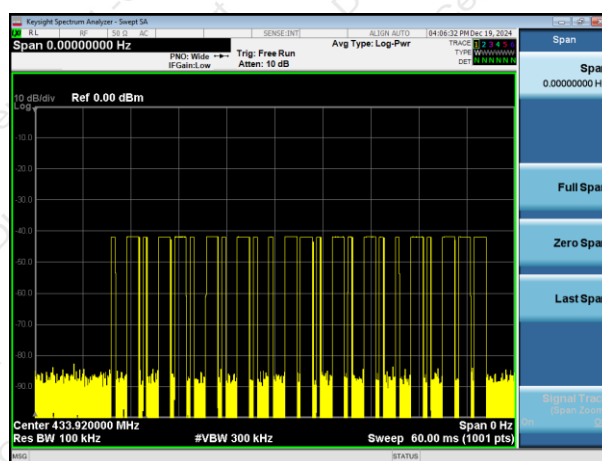 Keysight Spectrum Analyzer - Swept SA
RL RF 50 Ω AC SENSE:INT ALIGN AUTO 04:06:32 PM Dec 19, 2024
Span 0.00000000 Hz
PNO: Wide
IFGain:Low
Trig: Free Run
Atten: 10 dB
Avg Type: Log-Pwr
TRACE 1 2 3 4 5 6
TYPE W
DET N N N N N N
10 dB/div
Log
Ref 0.00 dBm
-10.0
-20.0
-30.0
-40.0
-50.0
-60.0
-70.0
-80.0
-90.0
Center 433.920000 MHz
Span 0 Hz
Res BW 100 kHz
#VBW 300 kHz
Sweep 60.00 ms (1001 pts)
MSG
STATUS
Span
Spa
0.00000000 H
Full Spa
Zero Spa
Last Spa
Signal Trac
(Span Zoom
On